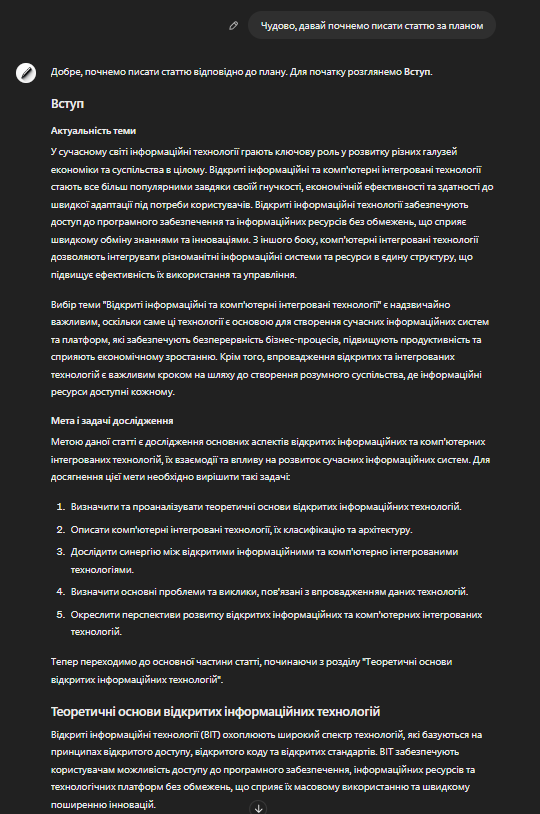 Чудово, давай почнемо писати статтю за планом
Добре, почнемо писати статтю відповідно до плану. Для початку розглянемо Вступ.
Вступ
Актуальність теми
У сучасному світі інформаційні технології грають ключову роль у розвитку різних галузей
економіки та суспільства в цілому. Відкриті інформаційні та комп'ютерні інтегровані технології
стають все більш популярними завдяки своїй гнучкості, економічній ефективності та здатності до
швидкої адаптації під потреби користувачів. Відкриті інформаційні технології забезпечують
доступ до програмного забезпечення та інформаційних ресурсів без обмежень, що сприяє
швидкому обміну знаннями та інноваціями. З іншого боку, комп'ютерні інтегровані технології
дозволяють інтегрувати різноманітні інформаційні системи та ресурси в єдину структуру, що
підвищує ефективність їх використання та управління.
Вибір теми "Відкриті інформаційні та комп'ютерні інтегровані технології" є надзвичайно
важливим, оскільки саме ці технології є основою для створення сучасних інформаційних систем
та платформ, які забезпечують безперервність бізнес-процесів, підвищують продуктивність та
сприяють економічному зростанню. Крім того, впровадження відкритих та інтегрованих
технологій є важливим кроком на шляху до створення розумного суспільства, де інформаційні
ресурси доступні кожному.
Мета і задачі дослідження
Метою даної статті є дослідження основних аспектів відкритих інформаційних та комп'ютерних
інтегрованих технологій, їх взаємодії та впливу на розвиток сучасних інформаційних систем. Для
досягнення цієї мети необхідно вирішити такі задачі:
1. Визначити та проаналізувати теоретичні основи відкритих інформаційних технологій.
2. Описати комп'ютерні інтегровані технології, їх класифікацію та архітектуру.
3. Дослідити синергію між відкритими інформаційними та комп'ютерно інтегрованими
технологіями.
4. Визначити основні проблеми та виклики, пов'язані з впровадженням даних технологій.
5. Окреслити перспективи розвитку відкритих інформаційних та комп'ютерних інтегрованих
технологій.
Тепер переходимо до основної частини статті, починаючи з розділу "Теоретичні основи
відкритих інформаційних технологій".
Теоретичні основи відкритих інформаційних технологій
Відкриті інформаційні технології (ВІТ) охоплюють широкий спектр технологій, які базуються на
принципах відкритого доступу, відкритого коду та відкритих стандартів. ВІТ забезпечують
користувачам можливість доступу до програмного забезпечення, інформаційних ресурсів та
технологічних платформ без обмежень, що сприяє їх масовому використанню та швидкому
поширенню інновацій.